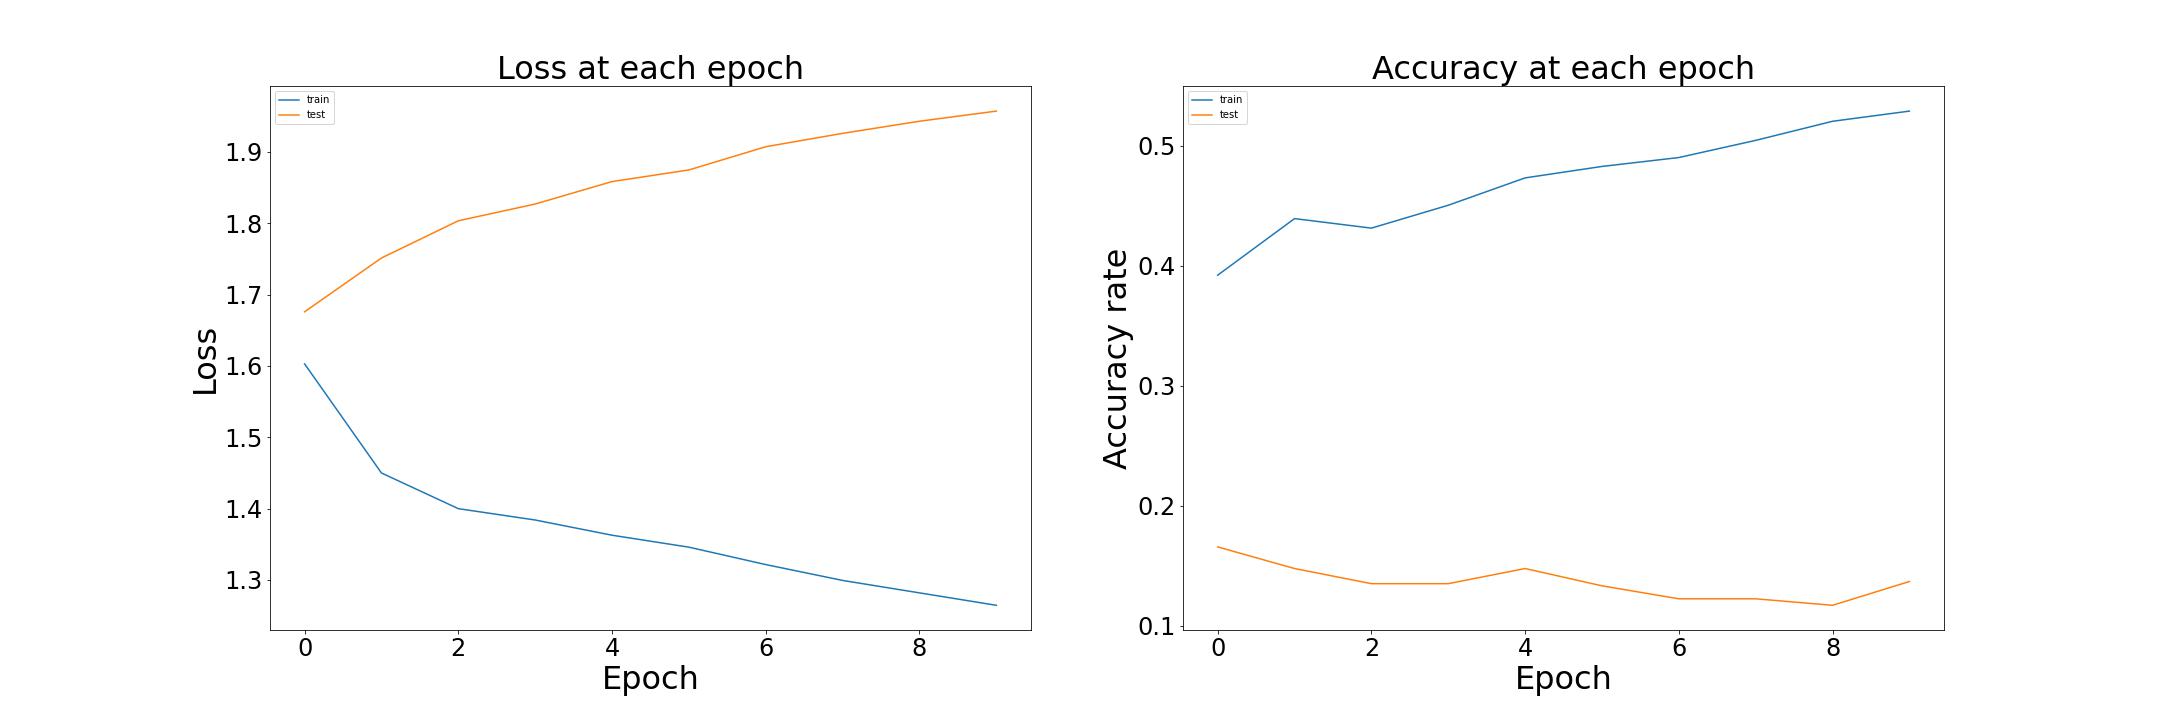 Loss at each epoch
train
test
1.9
1.8
1.7
1.6
1.5
1.4
1.3
Loss
0 2 4 6 8
Epoch
Accuracy at each epoch
train
test
0.5
0.4
0.3
0.2
0.1
Accuracy rate
0 2 4 6 8
Epoch